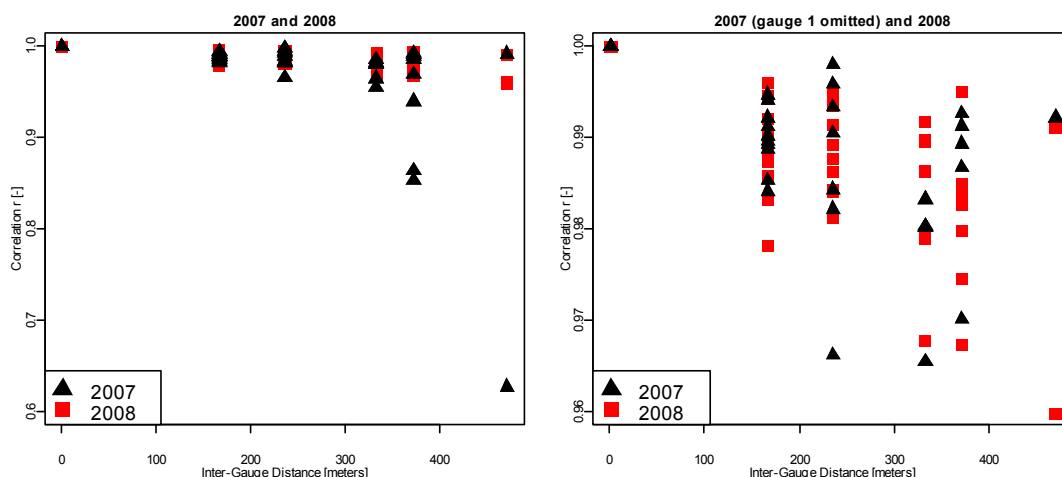 2007 and 2008
Correlation r [-]
1.0
0.9
0.8
0.7
0.6
2007
2008
0 100 200 300 400
Inter-Gauge Distance [meters]
2007 (gauge 1 omitted) and 2008
Correlation r [-]
1.00
0.99
0.98
0.97
0.96
2007
2008
0 100 200 300 400
Inter-Gauge Distance [meters]